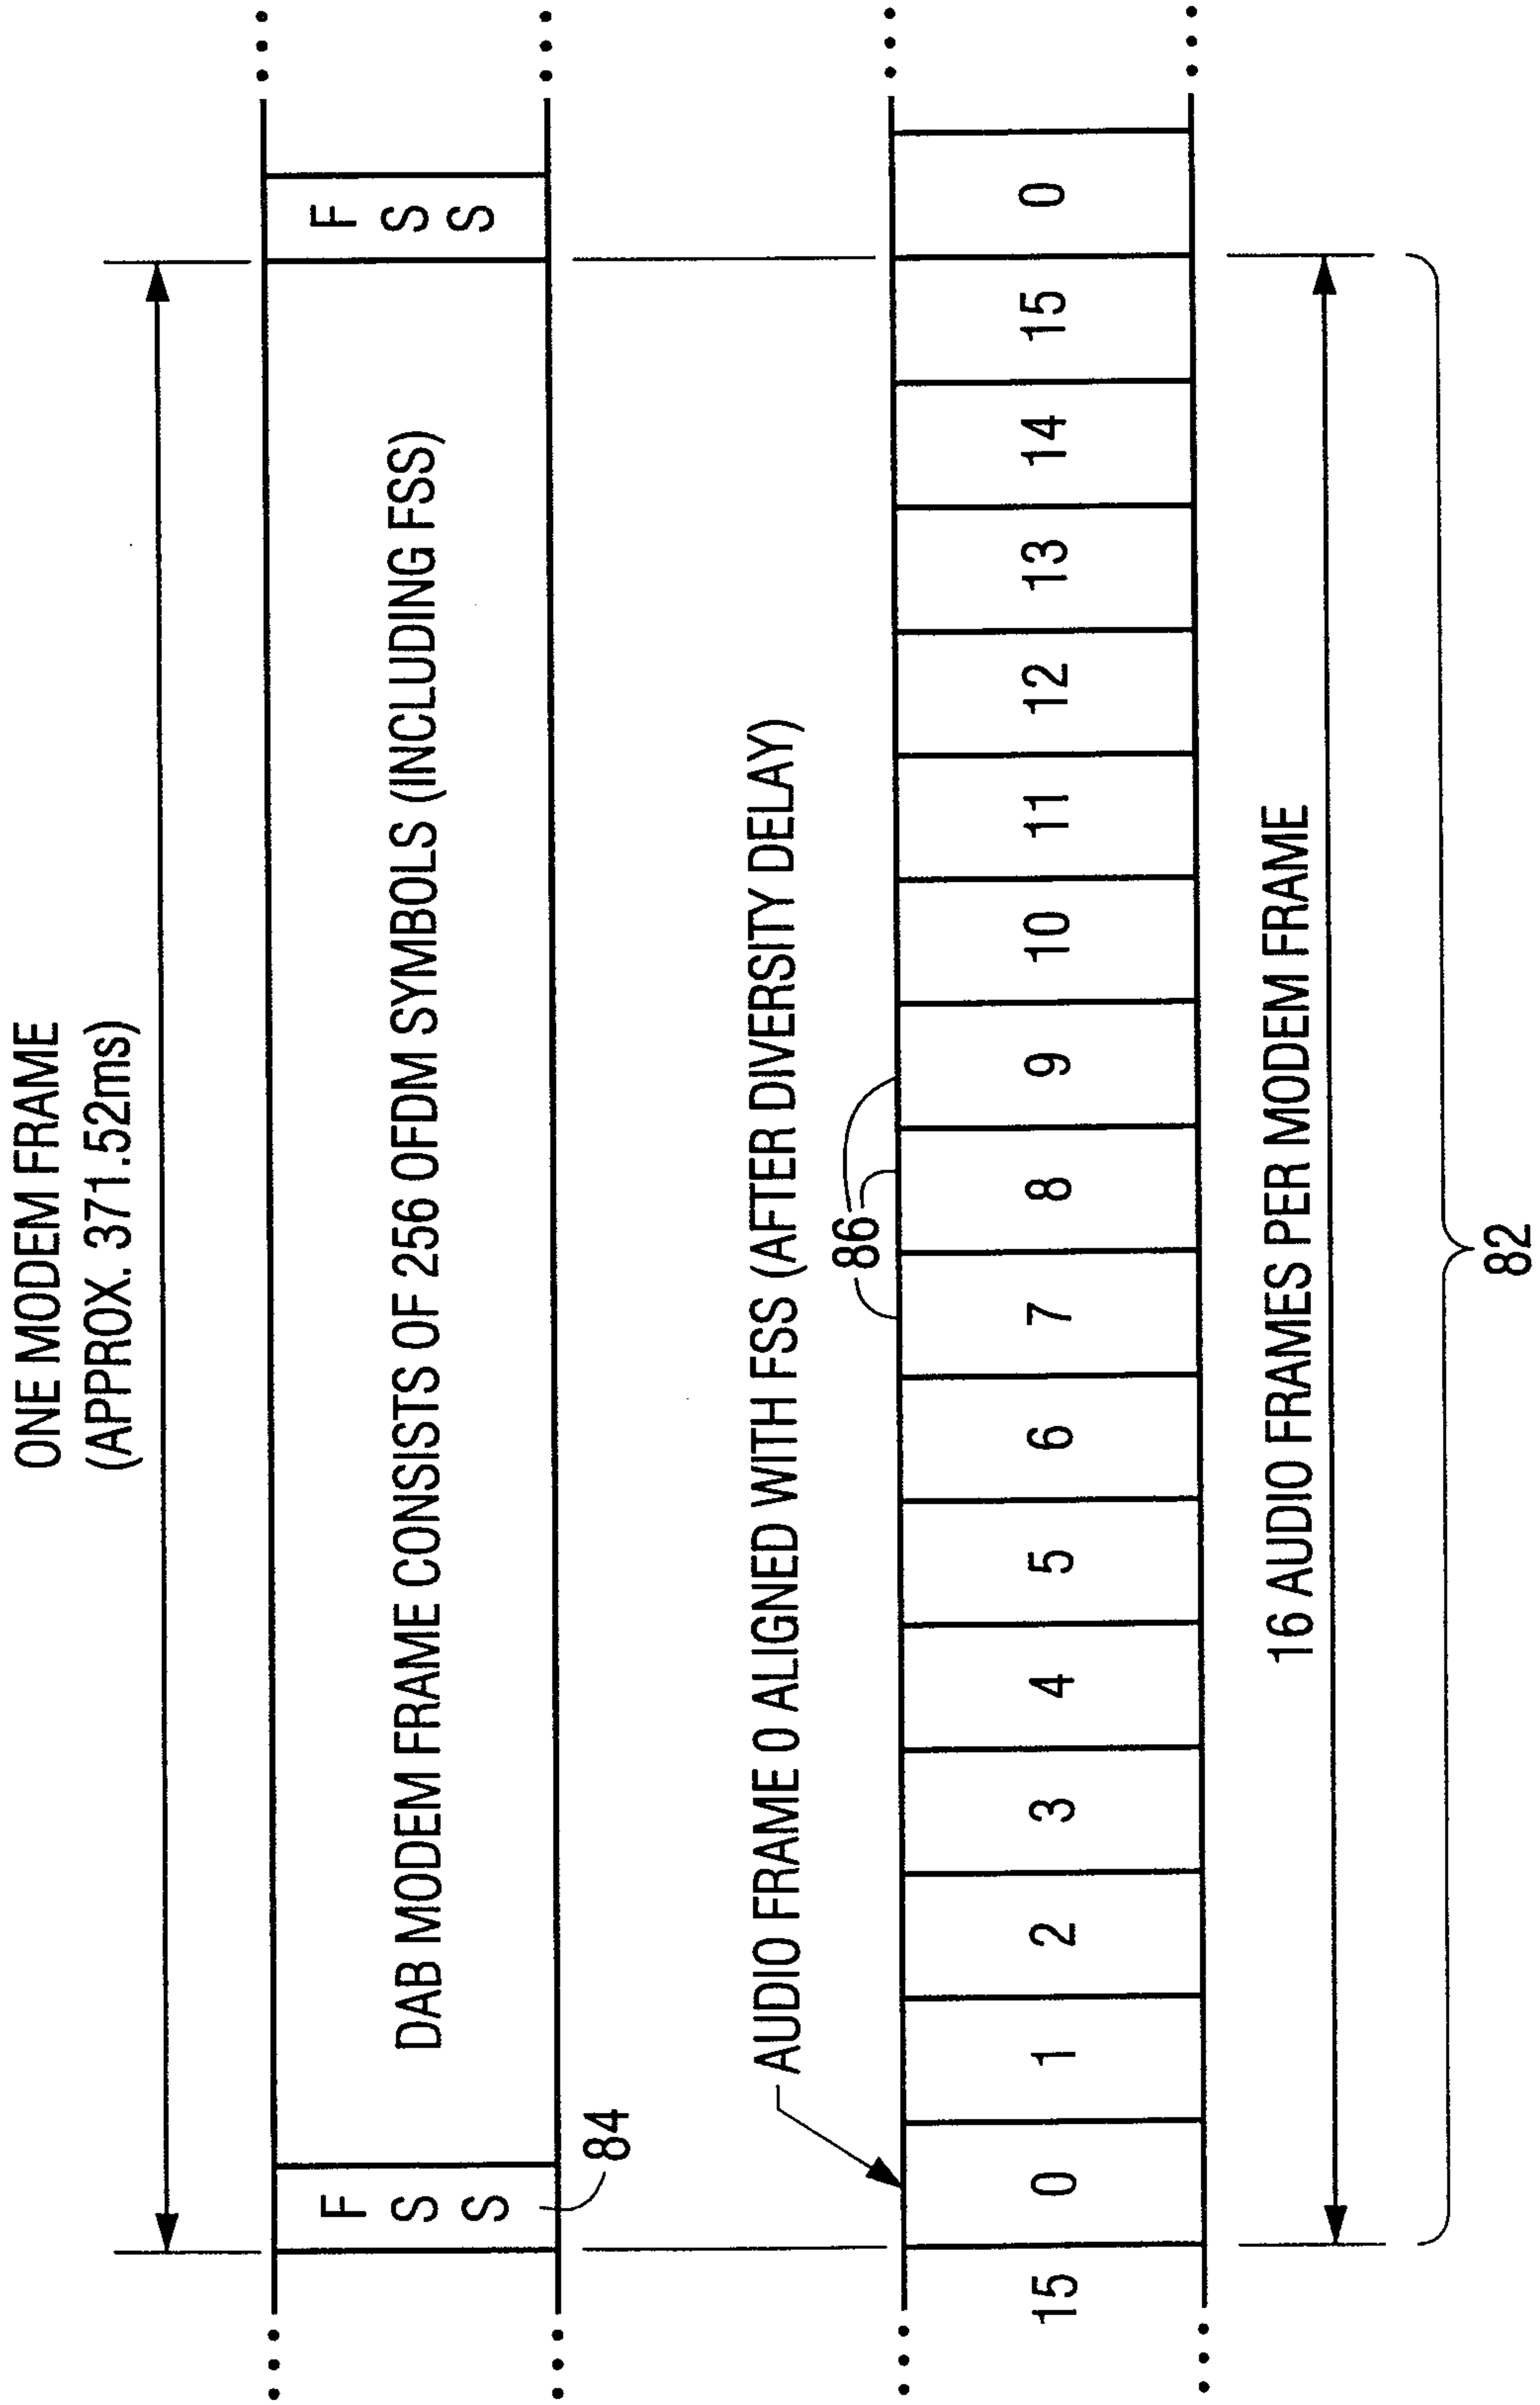 ONE MODEM FRAME
(APPROX. 371.52ms)
F
S
S
DAB MODEM FRAME CONSISTS OF 256 OFDM SYMBOLS (INCLUDING FSS)
F
S
S
84
AUDIO FRAME 0 ALIGNED WITH FSS (AFTER DIVERSITY DELAY)
86
15 0 1 2 3 4 5 6 7 8 9 10 11 12 13 14 15 0
16 AUDIO FRAMES PER MODEM FRAME
82